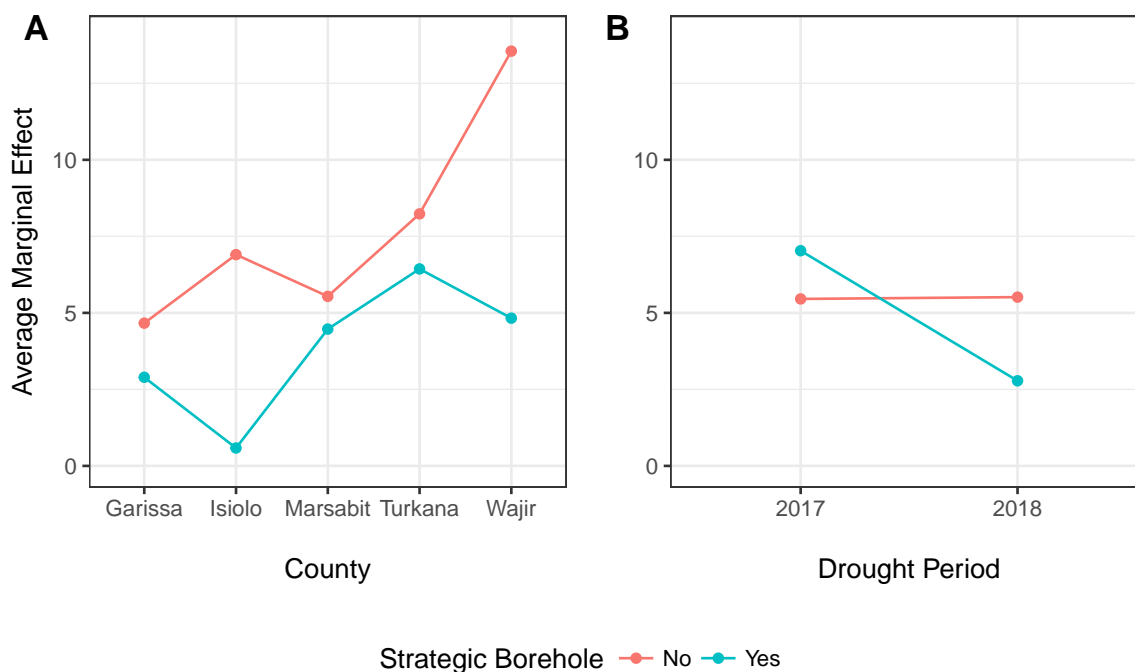 A
B
Average Marginal Effect
10
5
0
Garissa Isiolo Marsabit Turkana Wajir
County
10
5
0
2017 2018
Drought Period
Strategic Borehole No Yes